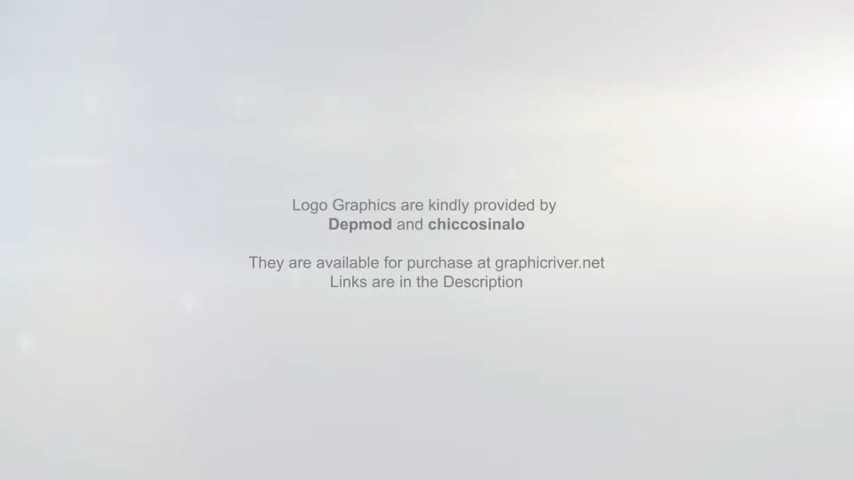 Logo Graphics are kindly provided by
Depmod and chiccosinalo
They are available for purchase at graphicriver.net
Links are in the Description